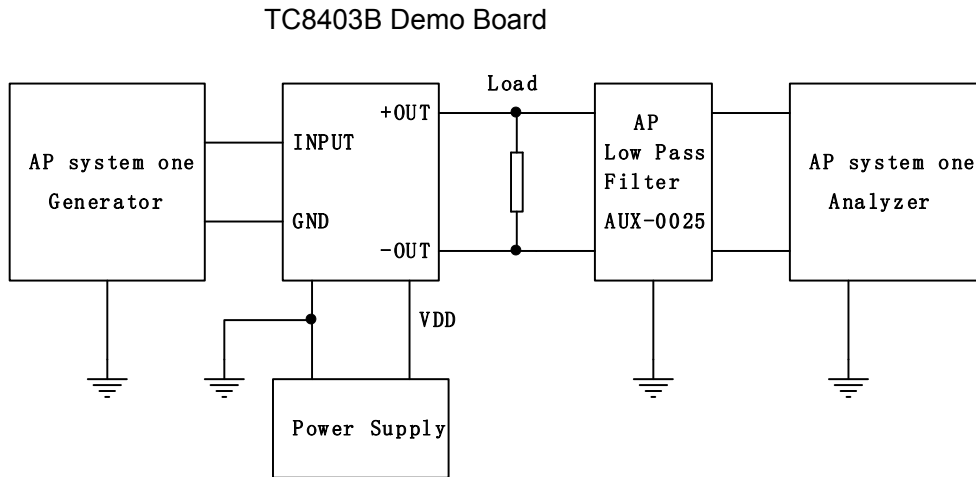 TC8403B Demo Board
AP system one
Generator
INPUT
GND
+OUT
-OUT
VDD
Load
AP
Low Pass
Filter
AUX-0025
AP system one
Analyzer
Power Supply